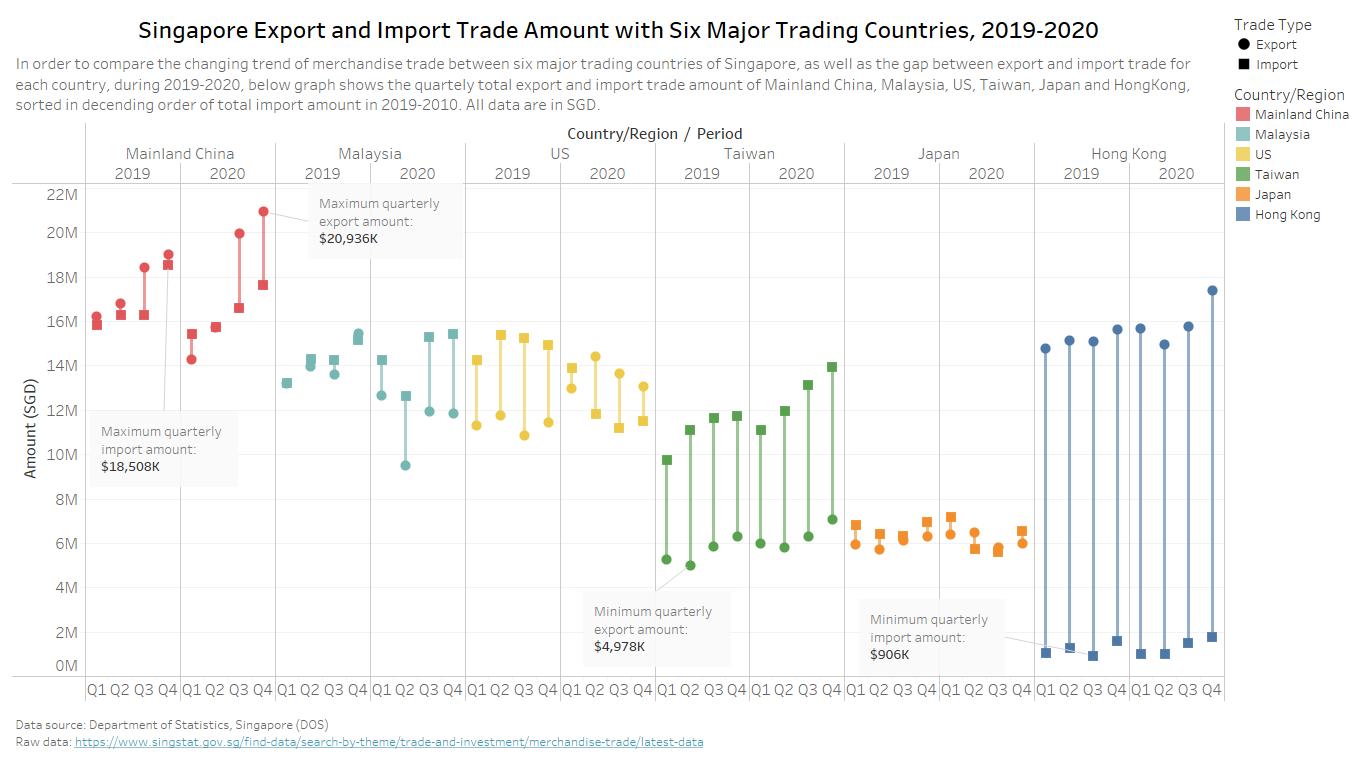 Singapore Export and Import Trade Amount with Six Major Trading Countries, 2019-2020
In order to compare the changing trend of merchandise trade between six major trading countries of Singapore, as well as the gap between export and import trade for
each country, during 2019-2020, below graph shows the quartely total export and import trade amount of Mainland China, Malaysia, US, Taiwan, Japan and HongKong,
sorted in decending order of total import amount in 2019-2010. All data are in SGD.
Trade Type
Export
Import
Country/Region
Mainland China
Malaysia
US
Taiwan
Japan
Hong Kong
Country/Region / Period
Mainland China Malaysia US Taiwan Japan Hong Kong
2019 2020 2019 2020 2019 2020 2019 2020 2019 2020 2019 2020
Amount (SGD)
22M
20M
18M
16M
14M
12M
10M
8M
6M
4M
2M
0M
Maximum quarterly
export amount:
$20,936K
Maximum quarterly
import amount:
$18,508K
Minimum quarterly
export amount:
$4,978K
Minimum quarterly
import amount:
$906K
Q1 Q2 Q3 Q4 Q1 Q2 Q3 Q4 Q1 Q2 Q3 Q4 Q1 Q2 Q3 Q4 Q1 Q2 Q3 Q4 Q1 Q2 Q3 Q4 Q1 Q2 Q3 Q4 Q1 Q2 Q3 Q4 Q1 Q2 Q3 Q4 Q1 Q2 Q3 Q4 Q1 Q2 Q3 Q4 Q1 Q2 Q3 Q4
Data source: Department of Statistics, Singapore (DOS)
Raw data: https://www.singstat.gov.sg/find-data/search-by-theme/trade-and-investment/merchandise-trade/latest-data